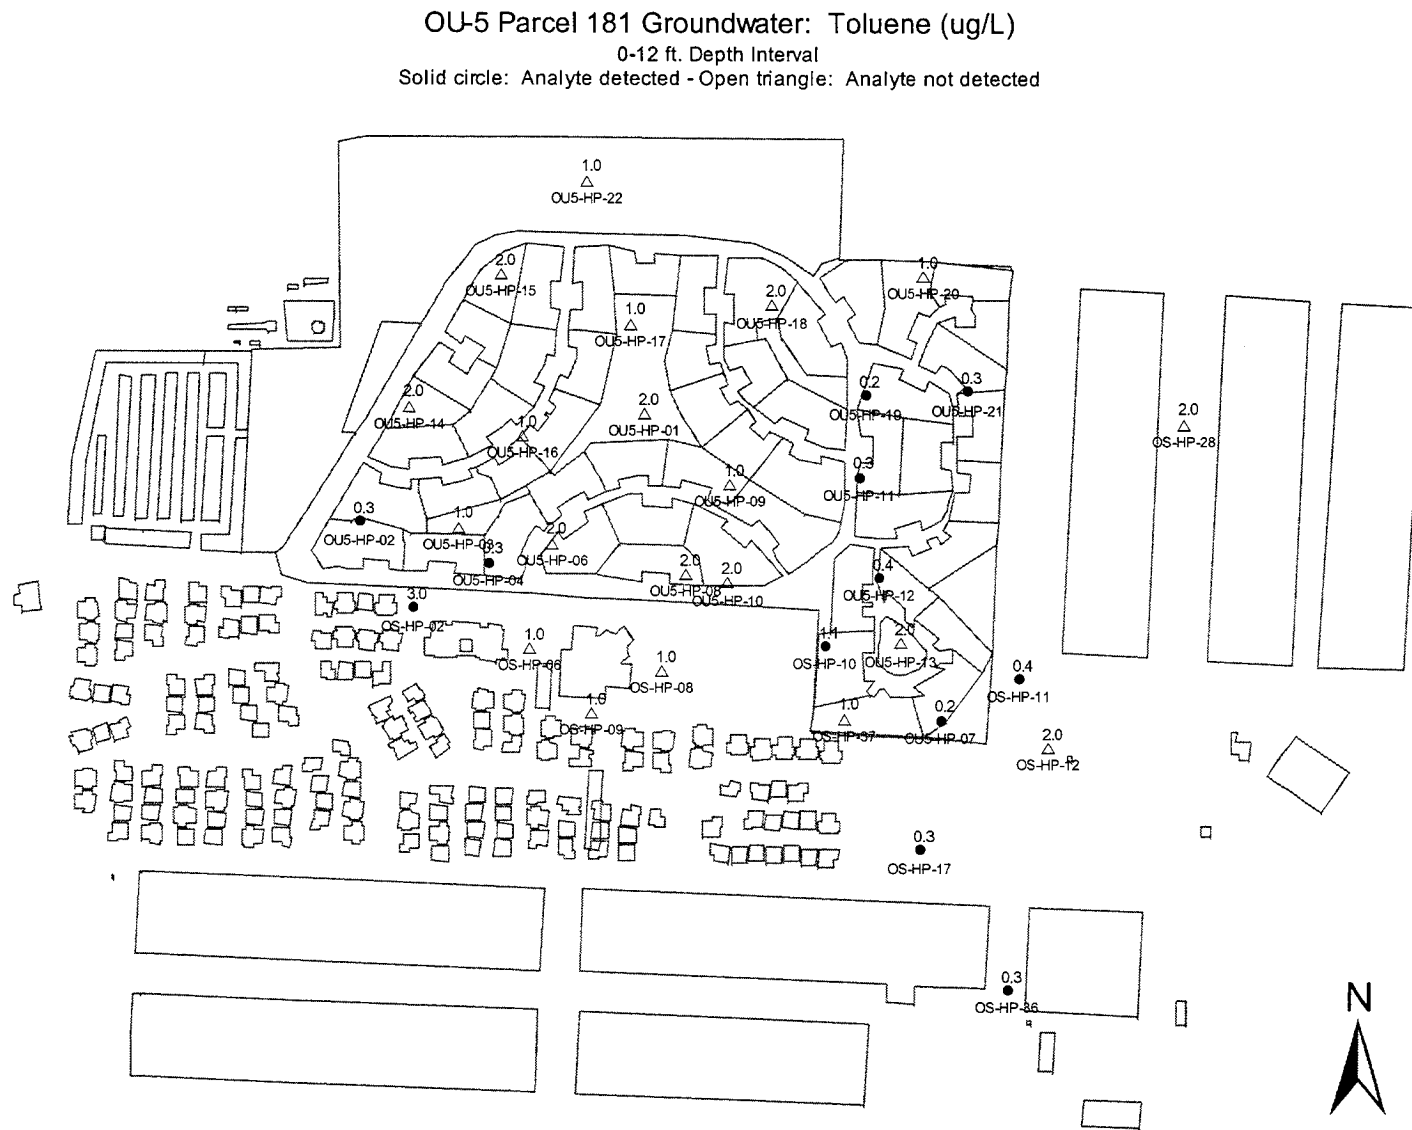 OU-5 Parcel 181 Groundwater: Toluene (ug/L)
0-12 ft. Depth Interval
Solid circle: Analyte detected - Open triangle: Analyte not detected
1.0
OU5-HP-22
2.0
OU5-HP-15
1.0
OU5-HP-20
2.0
OU5-HP-18
1.0
OU5-HP-17
0.2
OU5-HP-19
0.3
OU5-HP-21
2.0
OU5-HP-14
2.0
OU5-HP-01
2.0
OS-HP-28
1.0
OU5-HP-16
1.0
OU5-HP-09
0.3
OU5-HP-11
0.3
OU5-HP-02
1.0
OU5-HP-03
2.0
OU5-HP-06
0.3
OU5-HP-04
2.0
OU5-HP-08
2.0
OU5-HP-10
0.4
OU5-HP-12
3.0
OS-HP-02
1.0
OS-HP-06
1.0
OS-HP-08
1.1
OS-HP-10
2.0
OU5-HP-13
0.4
OS-HP-11
1.0
OS-HP-09
1.0
OS-HP-37
0.2
OU5-HP-07
2.0
OS-HP-12
0.3
OS-HP-17
0.3
OS-HP-36
N